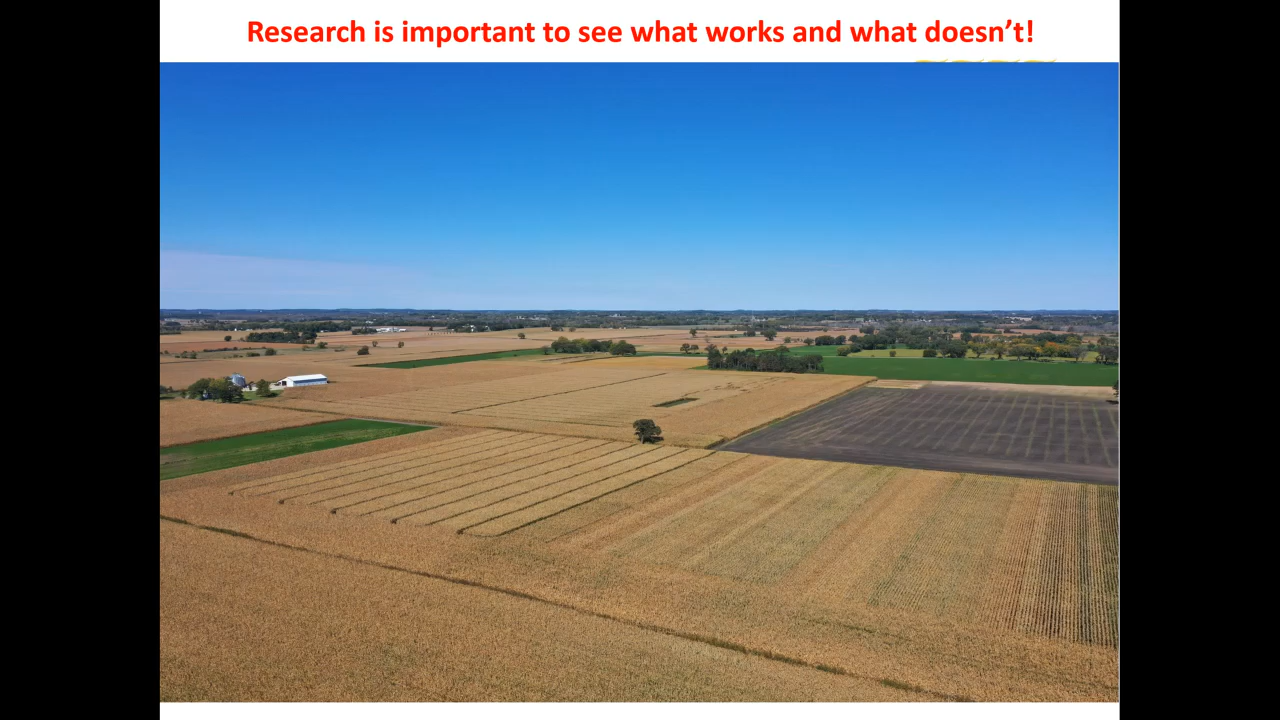 Research is important to see what works and what doesn’t!